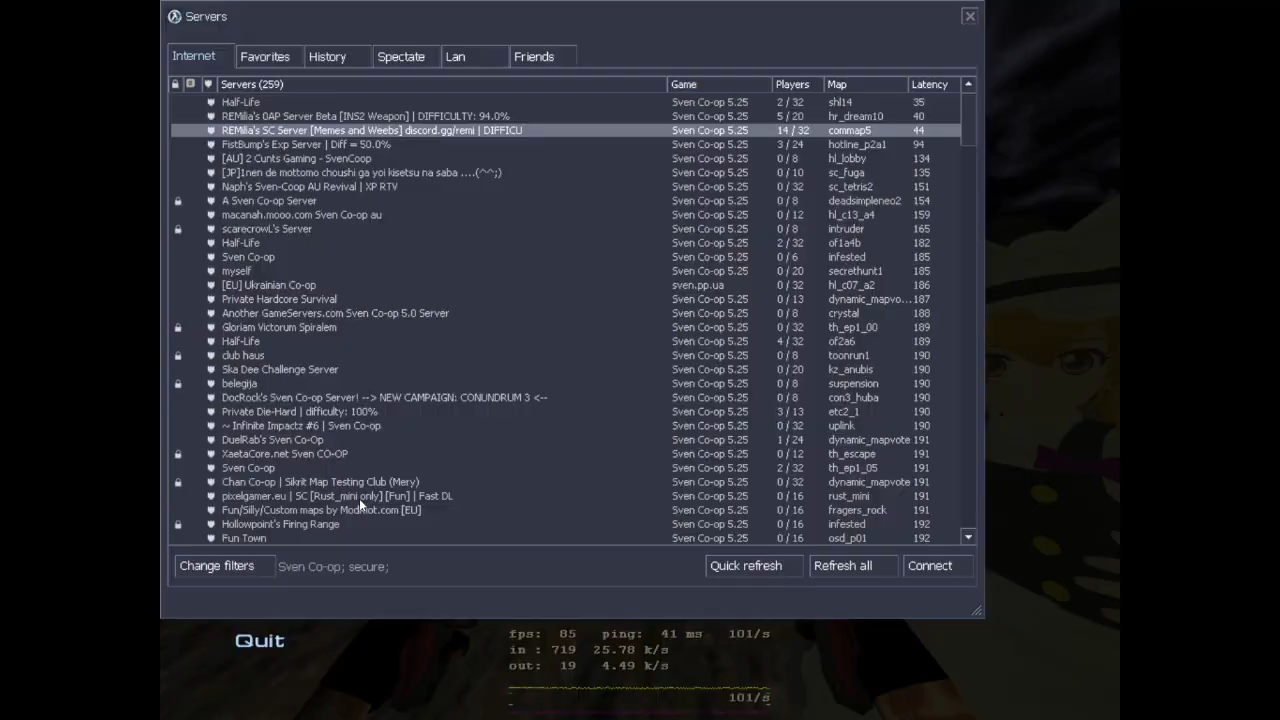 Servers
Internet Favorites History Spectate Lan Friends
Servers (259) Game Players Map Latency
Half-Life Sven Co-op 5.25 2 / 32 shl14 35
REMilia's 0AP Server Beta [INS2 Weapon] | DIFFICULTY: 94.0% Sven Co-op 5.25 5 / 20 hr_dream10 40
REMilia's SC Server [Memes and Weebs] discord.gg/remi | DIFFICU Sven Co-op 5.25 14 / 32 commap5 44
FistBump's Exp Server | Diff = 50.0% Sven Co-op 5.25 3 / 24 hotline_p2a1 94
[AU] 2 Cunts Gaming - SvenCoop Sven Co-op 5.25 0 / 8 hl_lobby 134
[JP]1nen de mottomo choushi ga yoi kisetsu na saba ....(^^;) Sven Co-op 5.25 0 / 10 sc_fuga 135
Naph's Sven-Coop AU Revival | XP RTV Sven Co-op 5.25 0 / 32 sc_tetris2 151
A Sven Co-op Server Sven Co-op 5.25 0 / 8 deadsimpleneo2 154
macanah.mooo.com Sven Co-op au Sven Co-op 5.25 0 / 12 hl_c13_a4 159
scarecrowL's Server Sven Co-op 5.25 0 / 8 intruder 165
Half-Life Sven Co-op 5.25 2 / 32 of1a4b 182
Sven Co-op Sven Co-op 5.25 0 / 6 infested 185
myself Sven Co-op 5.25 0 / 20 secrethunt1 185
[EU] Ukrainian Co-op sven.pp.ua 0 / 32 hl_c07_a2 186
Private Hardcore Survival Sven Co-op 5.25 0 / 13 dynamic_mapvo... 187
Another GameServers.com Sven Co-op 5.0 Server Sven Co-op 5.25 0 / 8 crystal 188
Gloriam Victorum Spiralem Sven Co-op 5.25 0 / 32 th_ep1_00 189
Half-Life Sven Co-op 5.25 4 / 32 of2a6 189
club haus Sven Co-op 5.25 0 / 8 toonrun1 190
Ska Dee Challenge Server Sven Co-op 5.25 0 / 20 kz_anubis 190
belegija Sven Co-op 5.25 0 / 8 suspension 190
DocRock's Sven Co-op Server! --> NEW CAMPAIGN: CONUNDRUM 3 <-- Sven Co-op 5.25 0 / 8 con3_huba 190
Private Die-Hard | difficulty: 100% Sven Co-op 5.25 3 / 13 etc2_1 190
~ Infinite Impactz #6 | Sven Co-op Sven Co-op 5.25 0 / 32 uplink 190
DuelRab's Sven Co-Op Sven Co-op 5.25 1 / 24 dynamic_mapvote 191
XaetaCore.net Sven CO-OP Sven Co-op 5.25 0 / 12 th_escape 191
Sven Co-op Sven Co-op 5.25 2 / 32 th_ep1_05 191
Chan Co-op | Sikrit Map Testing Club (Mery) Sven Co-op 5.25 0 / 32 dynamic_mapvote 191
pixelgamer.eu | SC [Rust_mini only] [Fun] | Fast DL Sven Co-op 5.25 0 / 16 rust_mini 191
Fun/Silly/Custom maps by ModRiot.com [EU] Sven Co-op 5.25 0 / 16 fragers_rock 191
Hollowpoint's Firing Range Sven Co-op 5.25 0 / 16 infested 192
Fun Town Sven Co-op 5.25 0 / 16 osd_p01 192
Change filters Sven Co-op; secure; Quick refresh Refresh all Connect
Quit
fps: 85 ping: 41 ms 101/s
in : 719 25.78 k/s
out: 19 4.49 k/s
101/s